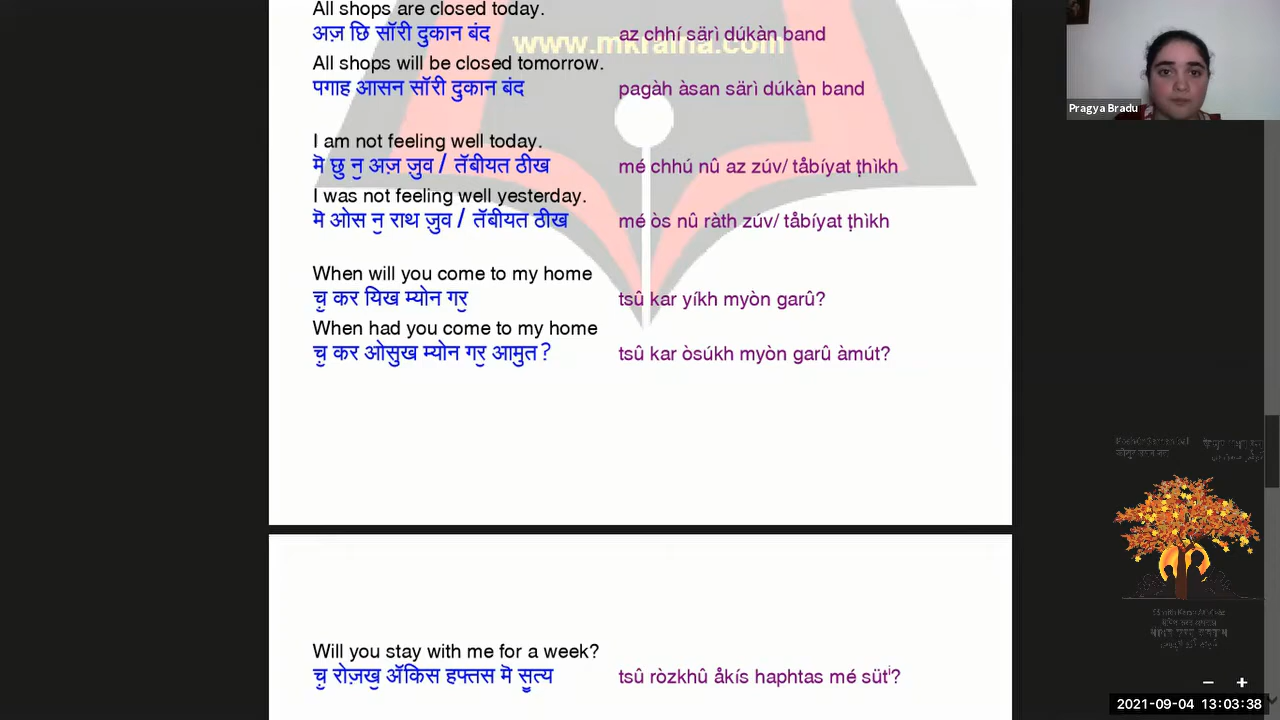 All shops are closed today.
अज़ छि सॉरी दुकान बंद az chhí särì dúkàn band
www.mkraina.com
All shops will be closed tomorrow.
पगाह आसन सॉरी दुकान बंद pagàh àsan särì dúkàn band
I am not feeling well today.
मॆ छु न॒ अज़ ज़ुव / तॅबीयत ठीख mé chhú nû az zúv/ tåbíyat ṭhìkh
I was not feeling well yesterday.
मॆ ओस न॒ राथ ज़ुव / तॅबीयत ठीख mé òs nû ràth zúv/ tåbíyat ṭhìkh
When will you come to my home
च़॒ कर यिख म्योन गर॒ tsû kar yíkh myòn garû?
When had you come to my home
च़॒ कर ओसुख म्योन गर॒ आमुत? tsû kar òsúkh myòn garû àmút?
Will you stay with me for a week?
च़॒ रोज़ख॒ ऑकिस हफ्तस मॆ सॗत्य tsû ròzkhû åkís haphtas mé sütⁱ?
Pragya Bradu
2021-09-04 13:03:38